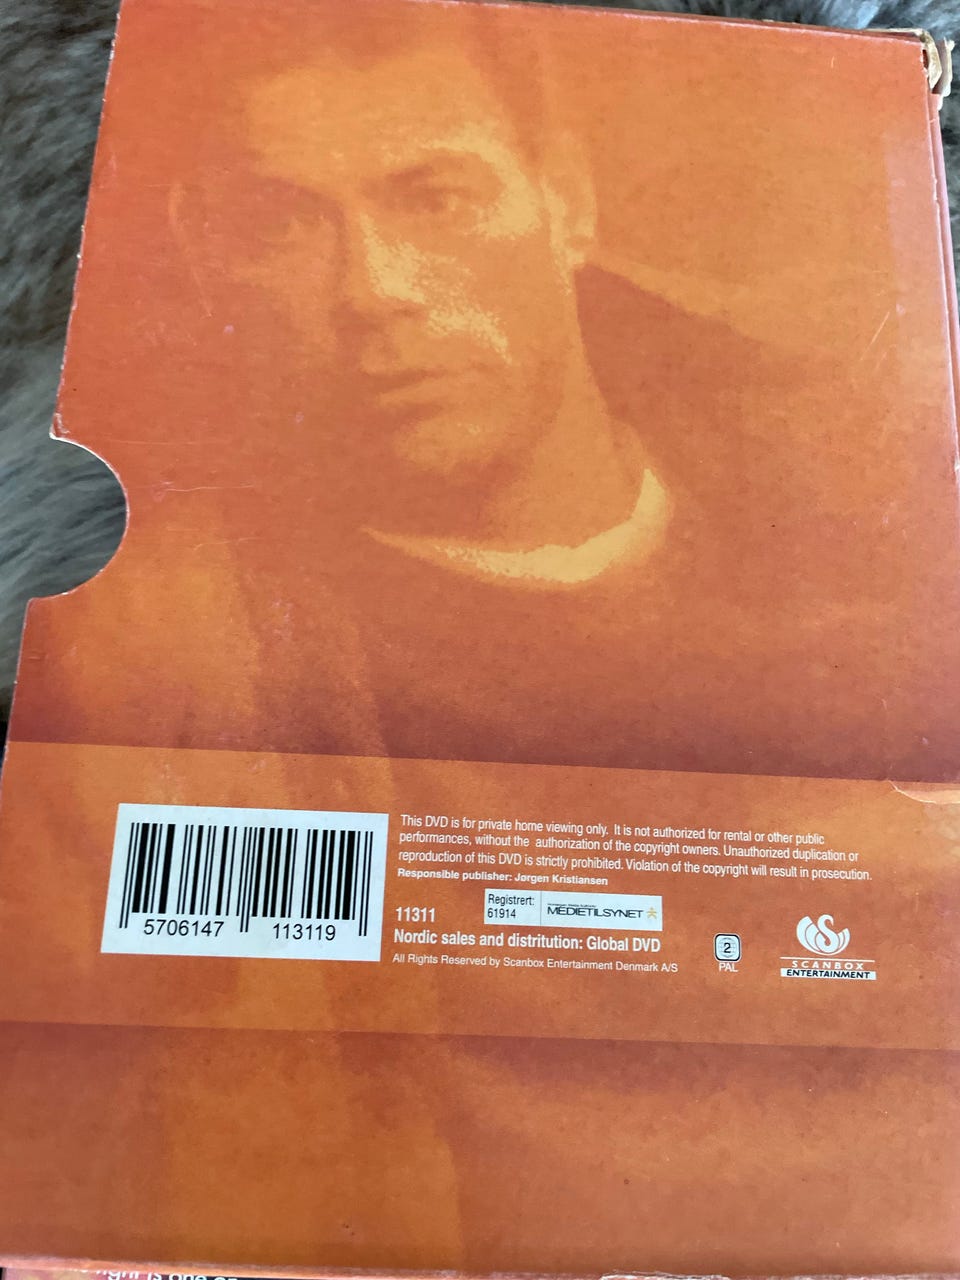 This DVD is for private home viewing only. It is not authorized for rental or other public
performances, without the authorization of the copyright owners. Unauthorized duplication or
reproduction of this DVD is strictly prohibited. Violation of the copyright will result in prosecution.
Responsible publisher: Jørgen Kristiansen
5706147 113119
11311
Registrert:
61914
MEDIETILSYNET
Nordic sales and distritution: Global DVD
All Rights Reserved by Scanbox Entertainment Denmark A/S
2
PAL
SCANBOX
ENTERTAINMENT
is one